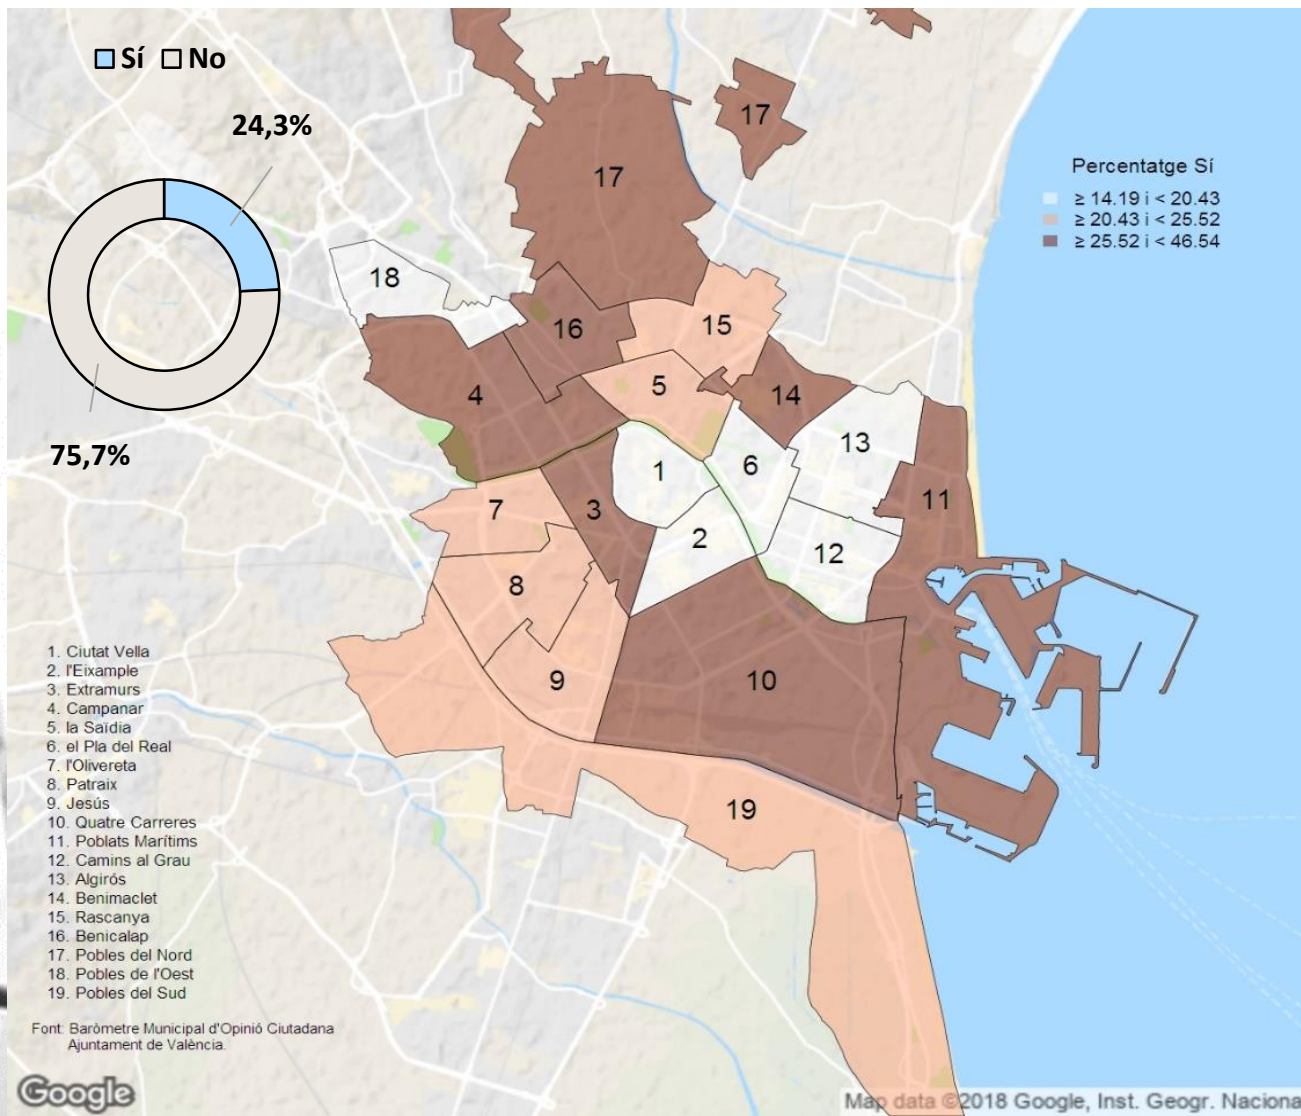 Sí No
24,3%
75,7%
Percentatge Sí
≥ 14.19 i < 20.43
≥ 20.43 i < 25.52
≥ 25.52 i < 46.54
17
17
18
16
15
4
5
14
13
1
6
11
3
7
2
12
8
9
10
19
1. Ciutat Vella
2. l'Eixample
3. Extramurs
4. Campanar
5. la Saïdia
6. el Pla del Real
7. l'Olivereta
8. Patraix
9. Jesús
10. Quatre Carreres
11. Poblats Marítims
12. Camins al Grau
13. Algirós
14. Benimaclet
15. Rascanya
16. Benicalap
17. Pobles del Nord
18. Pobles de l'Oest
19. Pobles del Sud
Font: Baròmetre Municipal d'Opinió Ciutadana
Ajuntament de València.
Google
Map data ©2018 Google, Inst. Geogr. Naciona